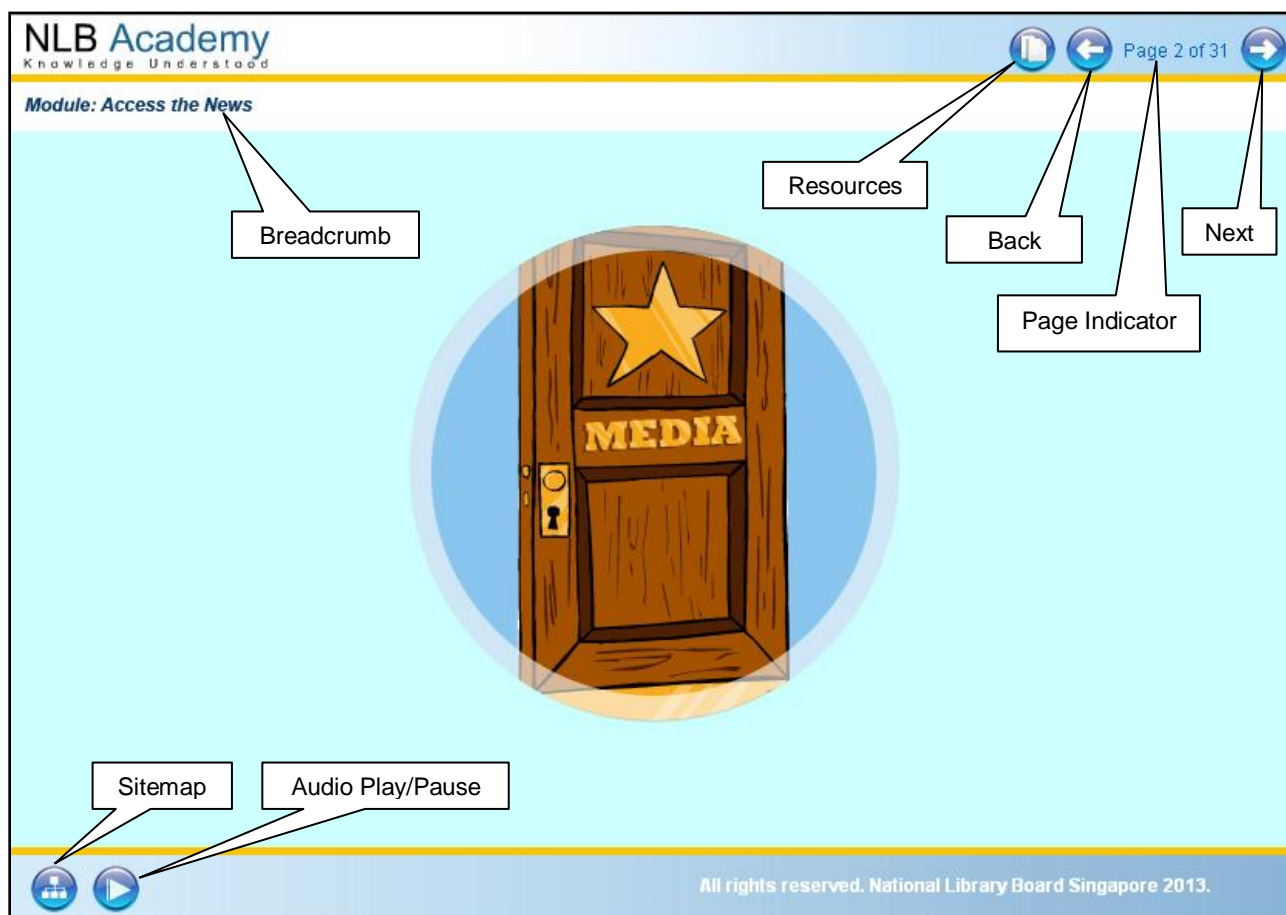 NLB Academy
Knowledge Understood
Page 2 of 31
Module: Access the News
Resources
Breadcrumb
Back
Next
Page Indicator
MEDIA
Sitemap
Audio Play/Pause
All rights reserved. National Library Board Singapore 2013.